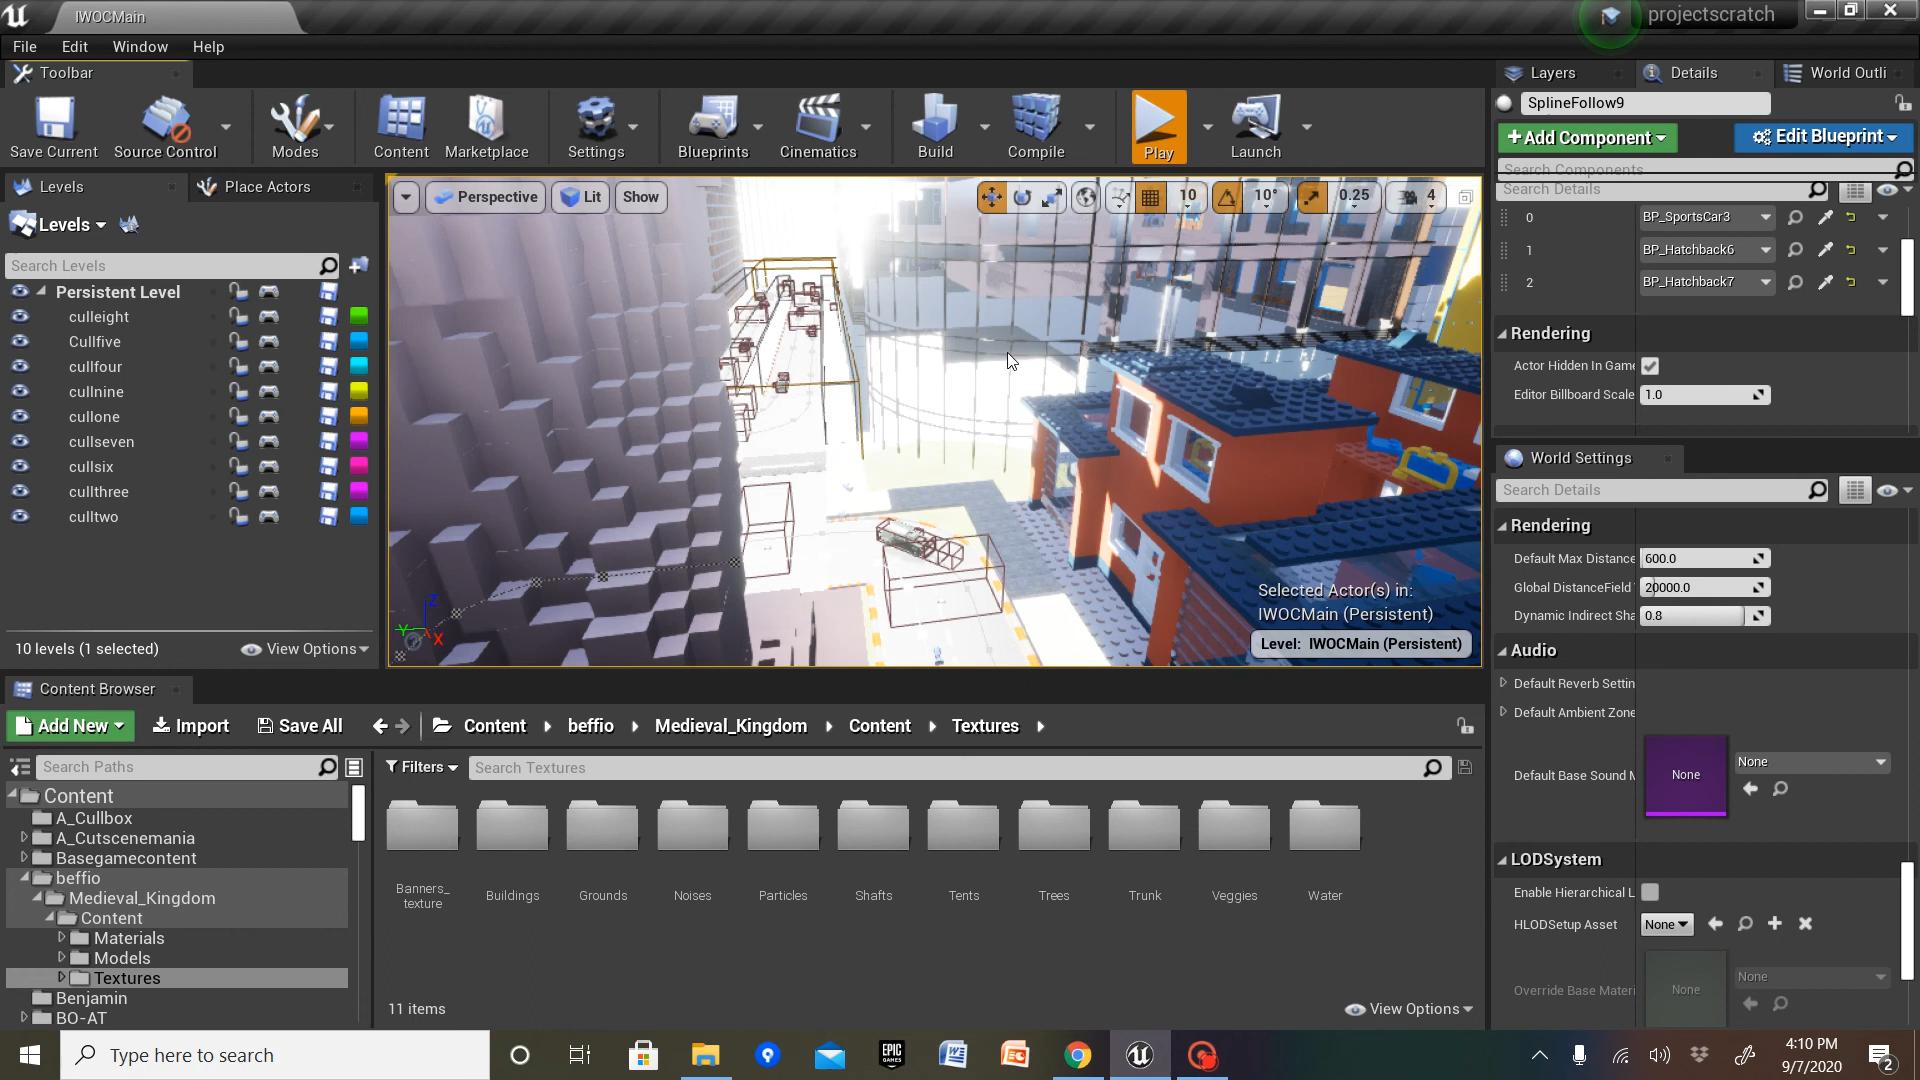 IWOCMain
projectscratch
File Edit Window Help
Toolbar
Layers
Details
World Outli
Save Current
Source Control
Modes
Content
Marketplace
Settings
Blueprints
Cinematics
Build
Compile
Play
Launch
SplineFollow9
Add Component
Edit Blueprint
Search Components
Search Details
0 BP_SportsCar3
1 BP_Hatchback6
2 BP_Hatchback7
Rendering
Actor Hidden In Game
Editor Billboard Scale 1.0
Levels
Place Actors
Levels
Search Levels
Persistent Level
culleight
Cullfive
cullfour
cullnine
cullone
cullseven
cullsix
cullthree
culltwo
10 levels (1 selected)
View Options
Perspective
Lit
Show
10
10°
0.25
4
Z
Y
X
Selected Actor(s) in:
IWOCMain (Persistent)
Level: IWOCMain (Persistent)
World Settings
Search Details
Rendering
Default Max Distance 600.0
Global DistanceField 20000.0
Dynamic Indirect Sha 0.8
Audio
Default Reverb Settin
Default Ambient Zone
Default Base Sound M None None
LODSystem
Enable Hierarchical L
HLODSetup Asset None
Override Base Materi None None
Content Browser
Add New
Import
Save All
Content
beffio
Medieval_Kingdom
Content
Textures
Search Paths
Filters
Search Textures
Content
A_Cullbox
A_Cutscenemania
Basegamecontent
beffio
Medieval_Kingdom
Content
Materials
Models
Textures
Benjamin
BO-AT
Banners_
texture
Buildings
Grounds
Noises
Particles
Shafts
Tents
Trees
Trunk
Veggies
Water
11 items
View Options
Type here to search
EPIC
GAMES
4:10 PM
9/7/2020
2